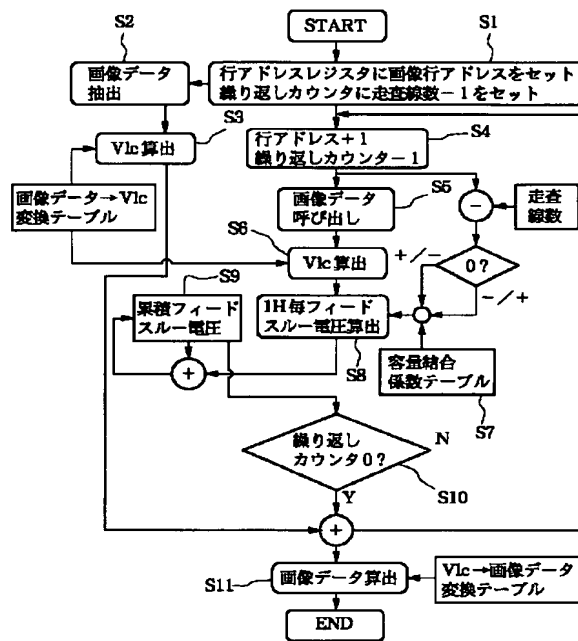 START
S2
S1
画像データ
抽出
行アドレスレジスタに画像行アドレスをセット
繰り返しカウンタに走査線数-1をセット
S3
S4
Vlc算出
行アドレス+1
繰り返しカウンター1
画像データ→Vlc
変換テーブル
画像データ
呼び出し
S5
-
走査
線数
S6
Vlc算出
+/-
0?
-/+
S9
累積フィード
スルー電圧
1H毎フィード
スルー電圧算出
S8
+
容量結合
係数テーブル
S7
繰り返し
カウンタ0?
N
S10
Y
+
S11
画像データ算出
Vlc→画像データ
変換テーブル
END